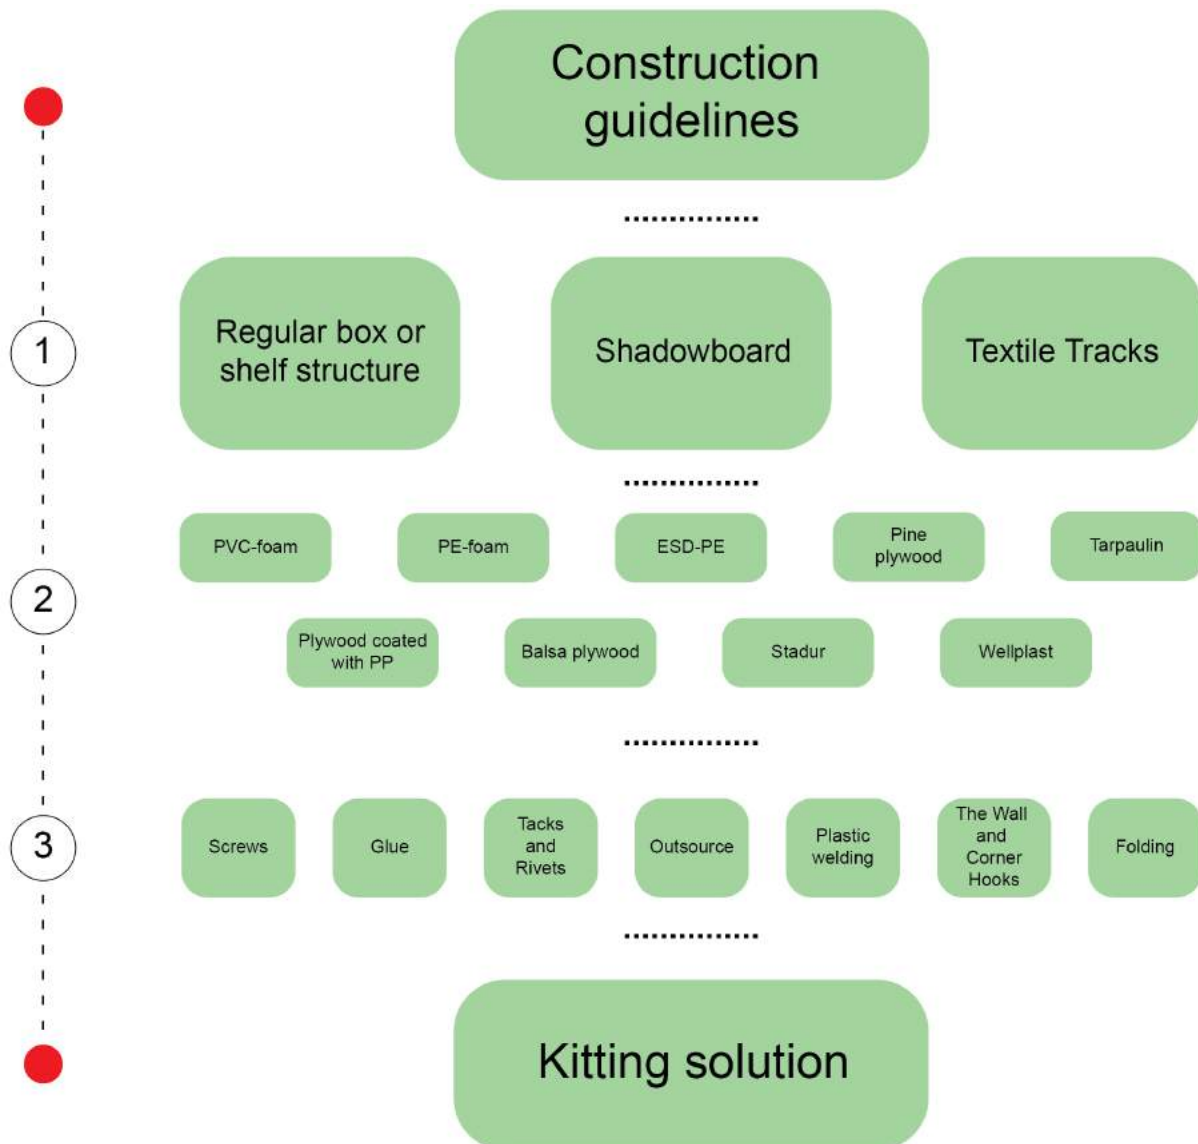 Construction
guidelines
1
Regular box or
shelf structure
Shadowboard
Textile Tracks
2
PVC-foam
PE-foam
ESD-PE
Pine
plywood
Tarpaulin
Plywood coated
with PP
Balsa plywood
Stadur
Wellplast
3
Screws
Glue
Tacks
and
Rivets
Outsource
Plastic
welding
The Wall
and
Corner
Hooks
Folding
Kitting solution